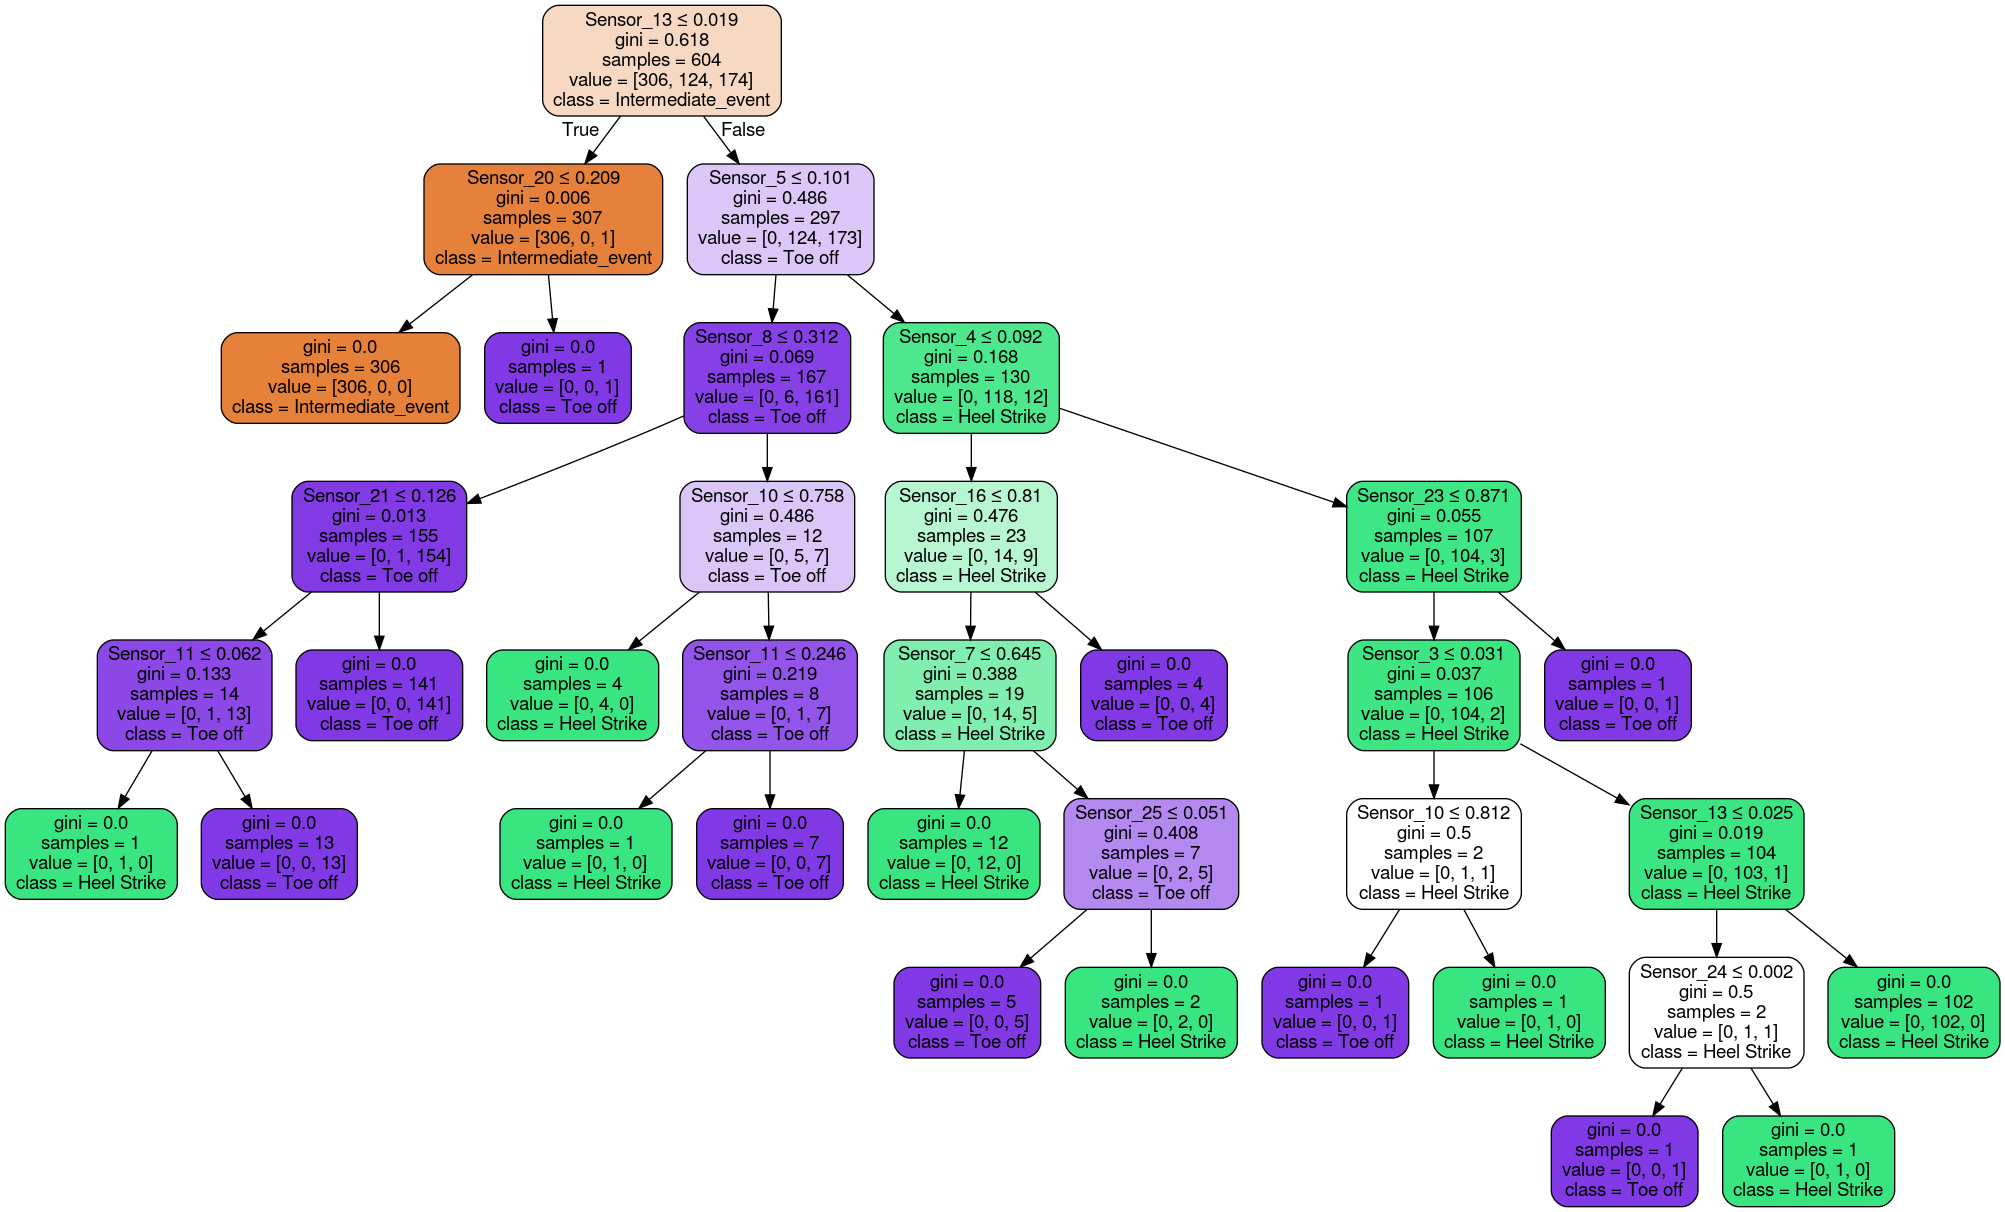 Sensor_13 ≤ 0.019
gini = 0.618
samples = 604
value = [306, 124, 174]
class = Intermediate_event
True
False
Sensor_20 ≤ 0.209
gini = 0.006
samples = 307
value = [306, 0, 1]
class = Intermediate_event
Sensor_5 ≤ 0.101
gini = 0.486
samples = 297
value = [0, 124, 173]
class = Toe off
gini = 0.0
samples = 306
value = [306, 0, 0]
class = Intermediate_event
gini = 0.0
samples = 1
value = [0, 0, 1]
class = Toe off
Sensor_8 ≤ 0.312
gini = 0.069
samples = 167
value = [0, 6, 161]
class = Toe off
Sensor_4 ≤ 0.092
gini = 0.168
samples = 130
value = [0, 118, 12]
class = Heel Strike
Sensor_21 ≤ 0.126
gini = 0.013
samples = 155
value = [0, 1, 154]
class = Toe off
Sensor_10 ≤ 0.758
gini = 0.486
samples = 12
value = [0, 5, 7]
class = Toe off
Sensor_16 ≤ 0.81
gini = 0.476
samples = 23
value = [0, 14, 9]
class = Heel Strike
Sensor_23 ≤ 0.871
gini = 0.055
samples = 107
value = [0, 104, 3]
class = Heel Strike
Sensor_11 ≤ 0.062
gini = 0.133
samples = 14
value = [0, 1, 13]
class = Toe off
gini = 0.0
samples = 141
value = [0, 0, 141]
class = Toe off
gini = 0.0
samples = 4
value = [0, 4, 0]
class = Heel Strike
Sensor_11 ≤ 0.246
gini = 0.219
samples = 8
value = [0, 1, 7]
class = Toe off
Sensor_7 ≤ 0.645
gini = 0.388
samples = 19
value = [0, 14, 5]
class = Heel Strike
gini = 0.0
samples = 4
value = [0, 0, 4]
class = Toe off
Sensor_3 ≤ 0.031
gini = 0.037
samples = 106
value = [0, 104, 2]
class = Heel Strike
gini = 0.0
samples = 1
value = [0, 0, 1]
class = Toe off
gini = 0.0
samples = 1
value = [0, 1, 0]
class = Heel Strike
gini = 0.0
samples = 13
value = [0, 0, 13]
class = Toe off
gini = 0.0
samples = 1
value = [0, 1, 0]
class = Heel Strike
gini = 0.0
samples = 7
value = [0, 0, 7]
class = Toe off
gini = 0.0
samples = 12
value = [0, 12, 0]
class = Heel Strike
Sensor_25 ≤ 0.051
gini = 0.408
samples = 7
value = [0, 2, 5]
class = Toe off
Sensor_10 ≤ 0.812
gini = 0.5
samples = 2
value = [0, 1, 1]
class = Heel Strike
Sensor_13 ≤ 0.025
gini = 0.019
samples = 104
value = [0, 103, 1]
class = Heel Strike
gini = 0.0
samples = 5
value = [0, 0, 5]
class = Toe off
gini = 0.0
samples = 2
value = [0, 2, 0]
class = Heel Strike
gini = 0.0
samples = 1
value = [0, 0, 1]
class = Toe off
gini = 0.0
samples = 1
value = [0, 1, 0]
class = Heel Strike
Sensor_24 ≤ 0.002
gini = 0.5
samples = 2
value = [0, 1, 1]
class = Heel Strike
gini = 0.0
samples = 102
value = [0, 102, 0]
class = Heel Strike
gini = 0.0
samples = 1
value = [0, 0, 1]
class = Toe off
gini = 0.0
samples = 1
value = [0, 1, 0]
class = Heel Strike